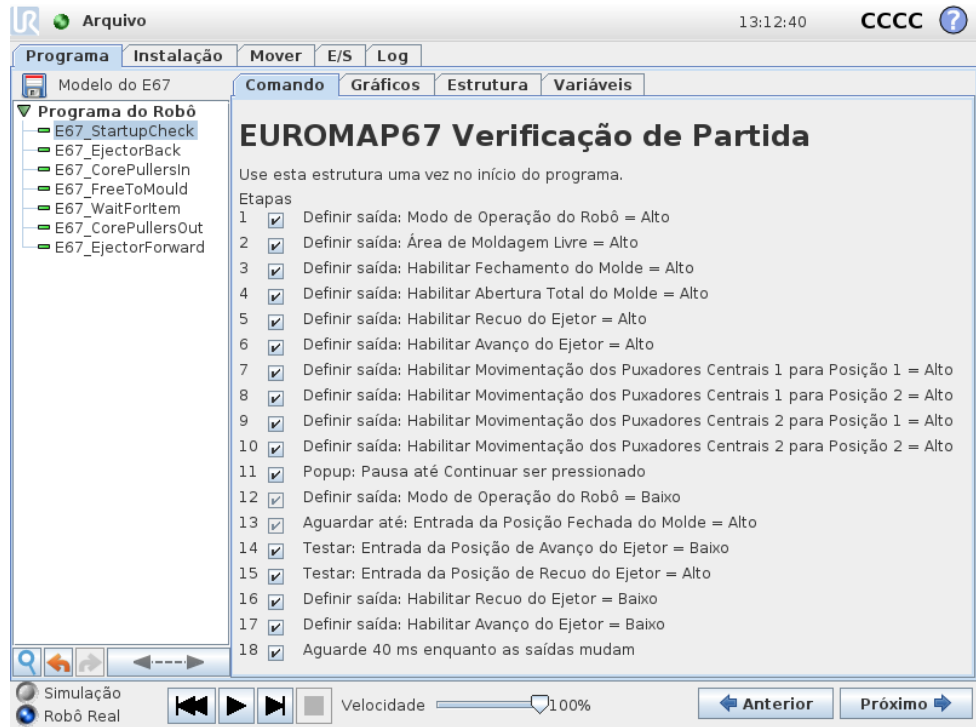 UR Arquivo 13:12:40 CCCC ?
Programa Instalação Mover E/S Log
Modelo do E67 Comando Gráficos Estrutura Variáveis
Programa do Robô
E67_StartupCheck
E67_EjectorBack
E67_CorePullersIn
E67_FreeToMould
E67_WaitForItem
E67_CorePullersOut
E67_EjectorForward
EUROMAP67 Verificação de Partida
Use esta estrutura uma vez no início do programa.
Etapas
1 Definir saída: Modo de Operação do Robô = Alto
2 Definir saída: Área de Moldagem Livre = Alto
3 Definir saída: Habilitar Fechamento do Molde = Alto
4 Definir saída: Habilitar Abertura Total do Molde = Alto
5 Definir saída: Habilitar Recuo do Ejetor = Alto
6 Definir saída: Habilitar Avanço do Ejetor = Alto
7 Definir saída: Habilitar Movimentação dos Puxadores Centrais 1 para Posição 1 = Alto
8 Definir saída: Habilitar Movimentação dos Puxadores Centrais 1 para Posição 2 = Alto
9 Definir saída: Habilitar Movimentação dos Puxadores Centrais 2 para Posição 1 = Alto
10 Definir saída: Habilitar Movimentação dos Puxadores Centrais 2 para Posição 2 = Alto
11 Popup: Pausa até Continuar ser pressionado
12 Definir saída: Modo de Operação do Robô = Baixo
13 Aguardar até: Entrada da Posição Fechada do Molde = Alto
14 Testar: Entrada da Posição de Avanço do Ejetor = Baixo
15 Testar: Entrada da Posição de Recuo do Ejetor = Alto
16 Definir saída: Habilitar Recuo do Ejetor = Baixo
17 Definir saída: Habilitar Avanço do Ejetor = Baixo
18 Aguarde 40 ms enquanto as saídas mudam
Simulação
Robô Real
Velocidade 100% Anterior Próximo